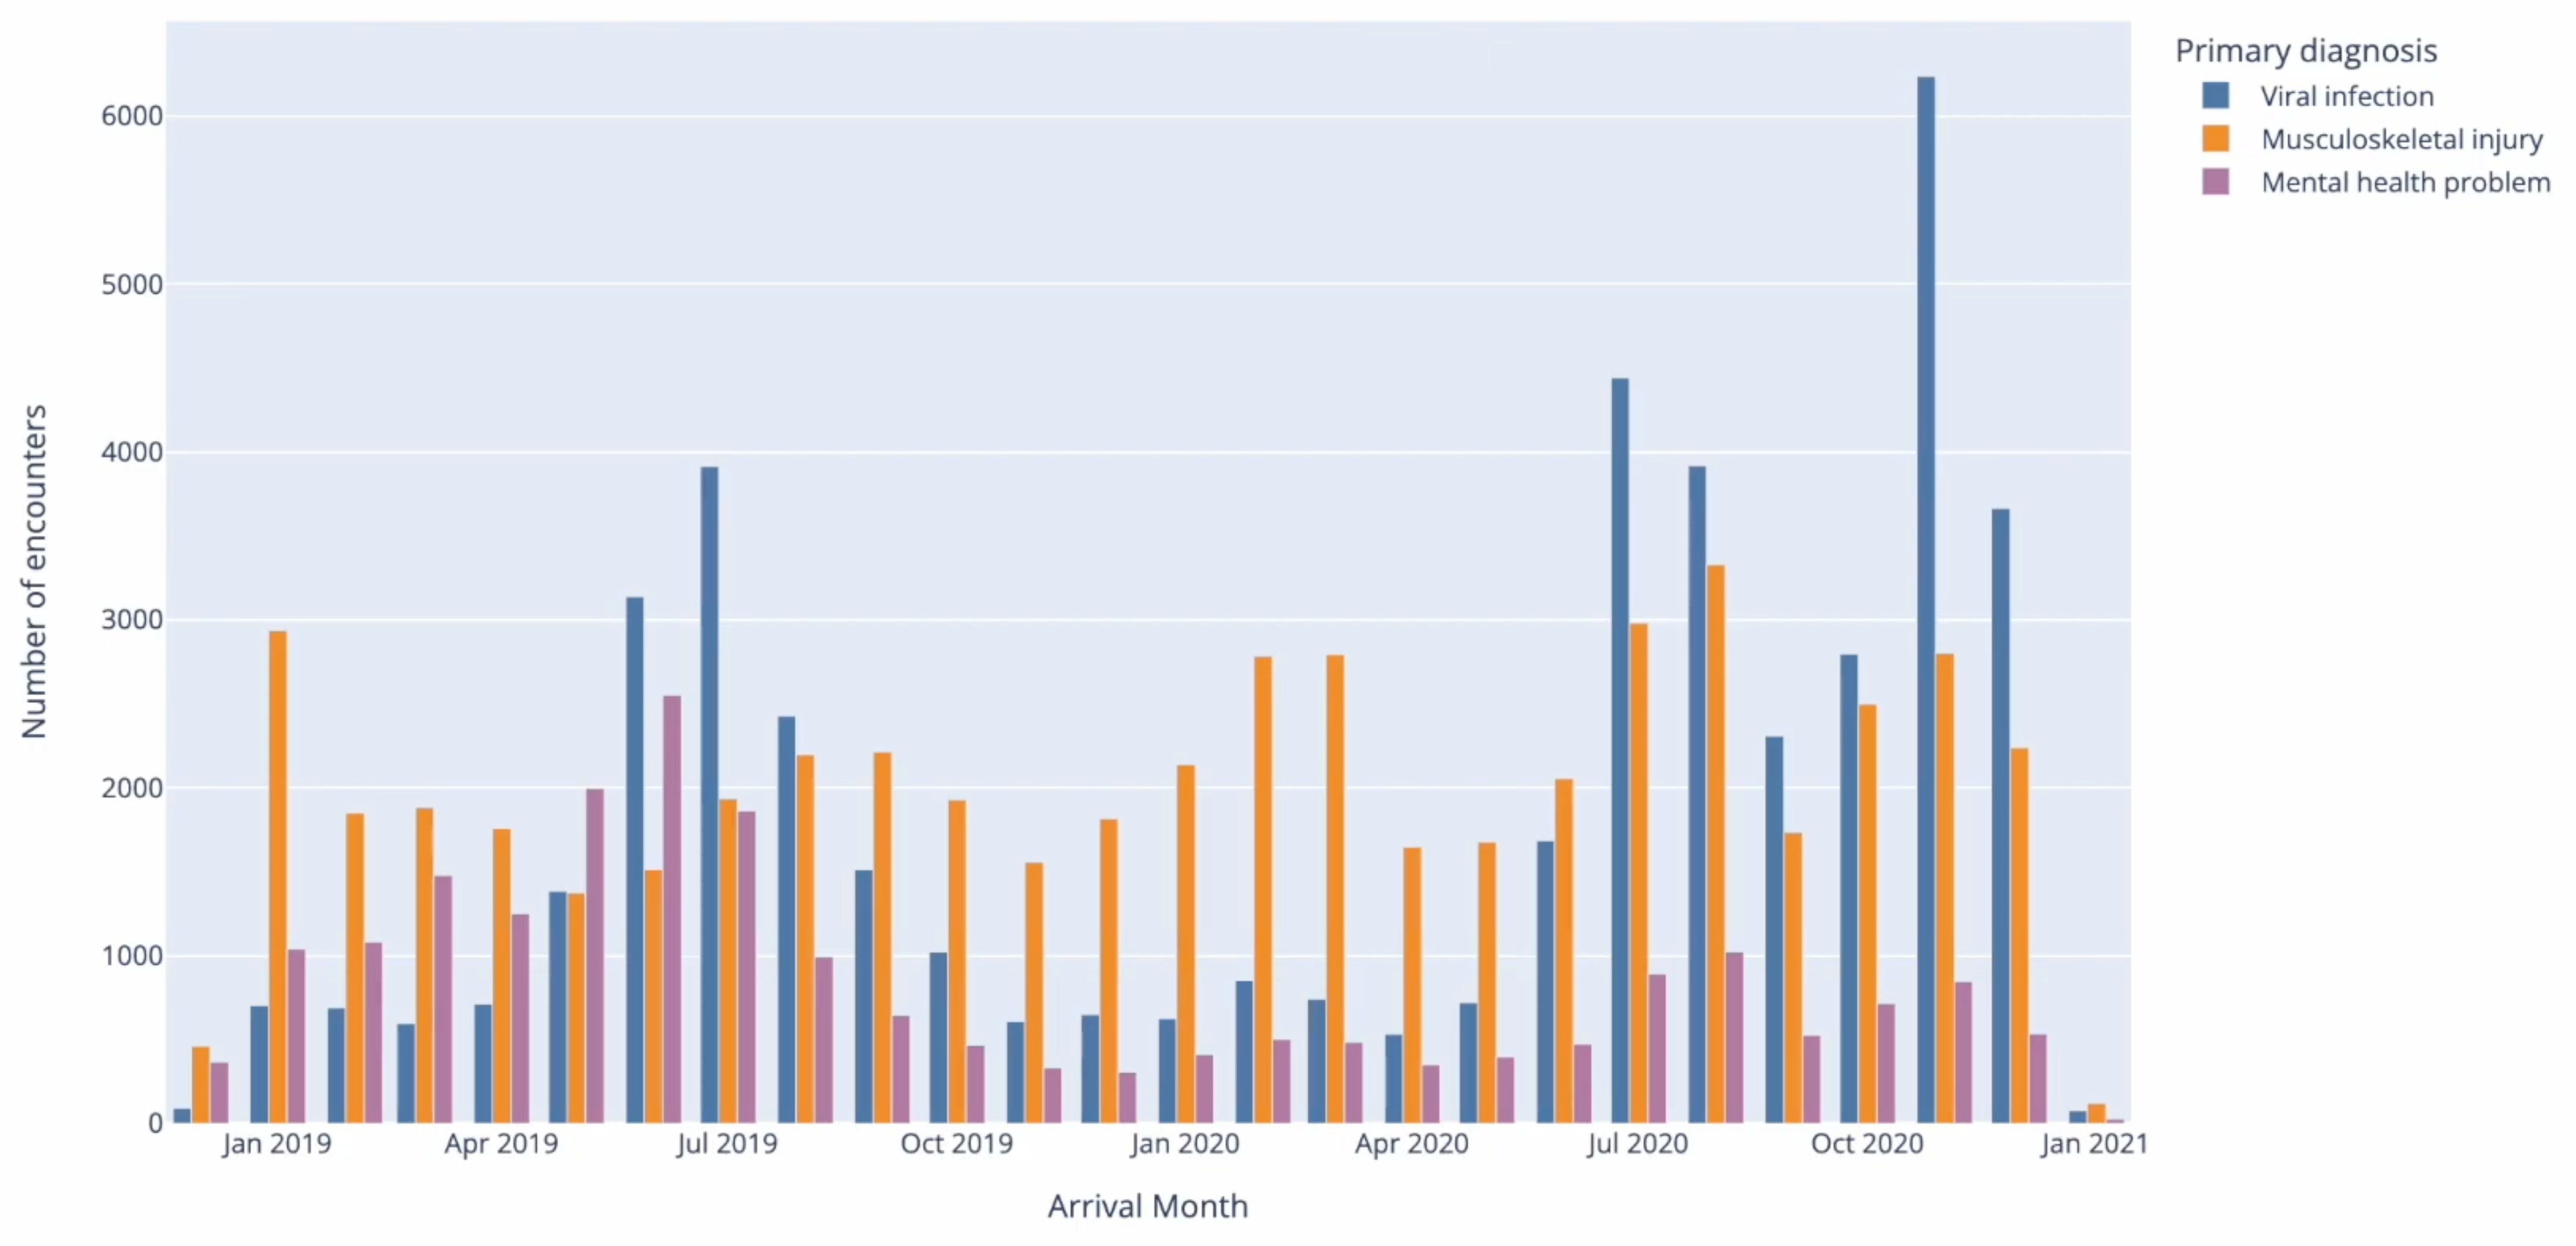 Primary diagnosis
Viral infection
Musculoskeletal injury
Mental health problem
Number of encounters
6000
5000
4000
3000
2000
1000
0
Jan 2019 Apr 2019 Jul 2019 Oct 2019 Jan 2020 Apr 2020 Jul 2020 Oct 2020 Jan 2021
Arrival Month